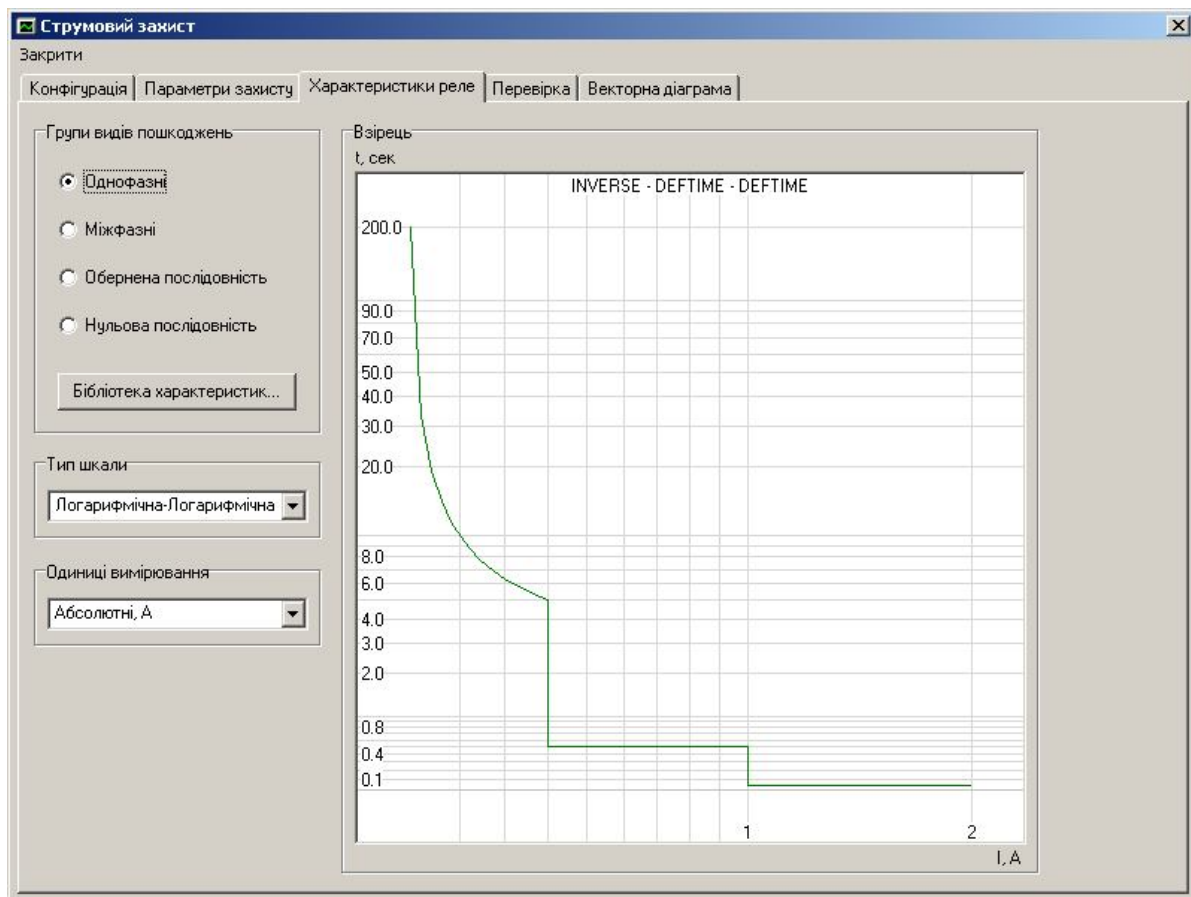 Струмовий захист
Закрити
Конфігурація Параметри захисту Характеристики реле Перевірка Векторна діаграма
Групи видів пошкоджень
Однофазні
Міжфазні
Обернена послідовність
Нульова послідовність
Бібліотека характеристик...
Тип шкали
Логарифмічна-Логарифмічна
Одиниці вимірювання
Абсолютні, А
Взірець
t, сек
INVERSE - DEFTIME - DEFTIME
200.0
90.0
70.0
50.0
40.0
30.0
20.0
8.0
6.0
4.0
3.0
2.0
0.8
0.4
0.1
1 2
I, A